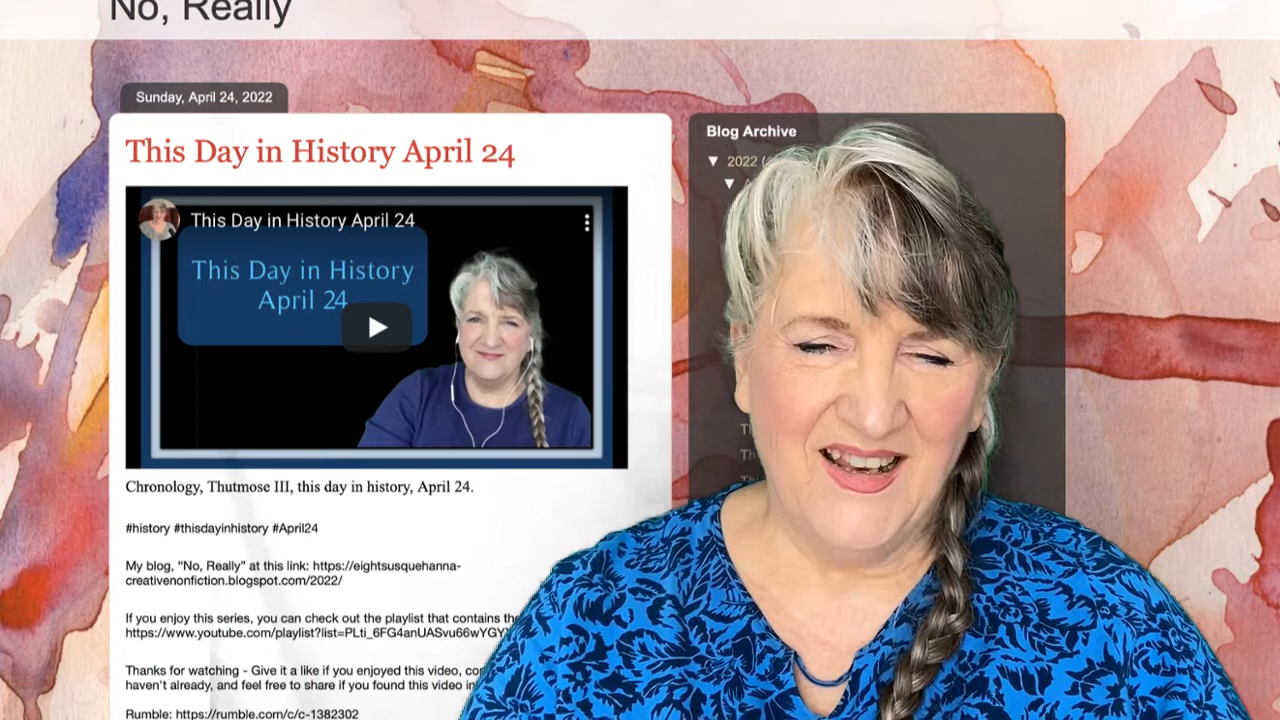 No, Really
Sunday, April 24, 2022
This Day in History April 24
This Day in History April 24
This Day in History
April 24
Chronology, Thutmose III, this day in history, April 24.
#history #thisdayinhistory #April24
My blog, “No, Really” at this link: https://eightsusquehanna-
creativenonfiction.blogspot.com/2022/
If you enjoy this series, you can check out the playlist that contains
https://www.youtube.com/playlist?list=PLti_6FG4anUASvu66wYGY
Thanks for watching - Give it a like if you enjoyed this video,
haven't already, and feel free to share if you found this video
Rumble: https://rumble.com/c/c-1382302
Blog Archive
▼ 2022
▼